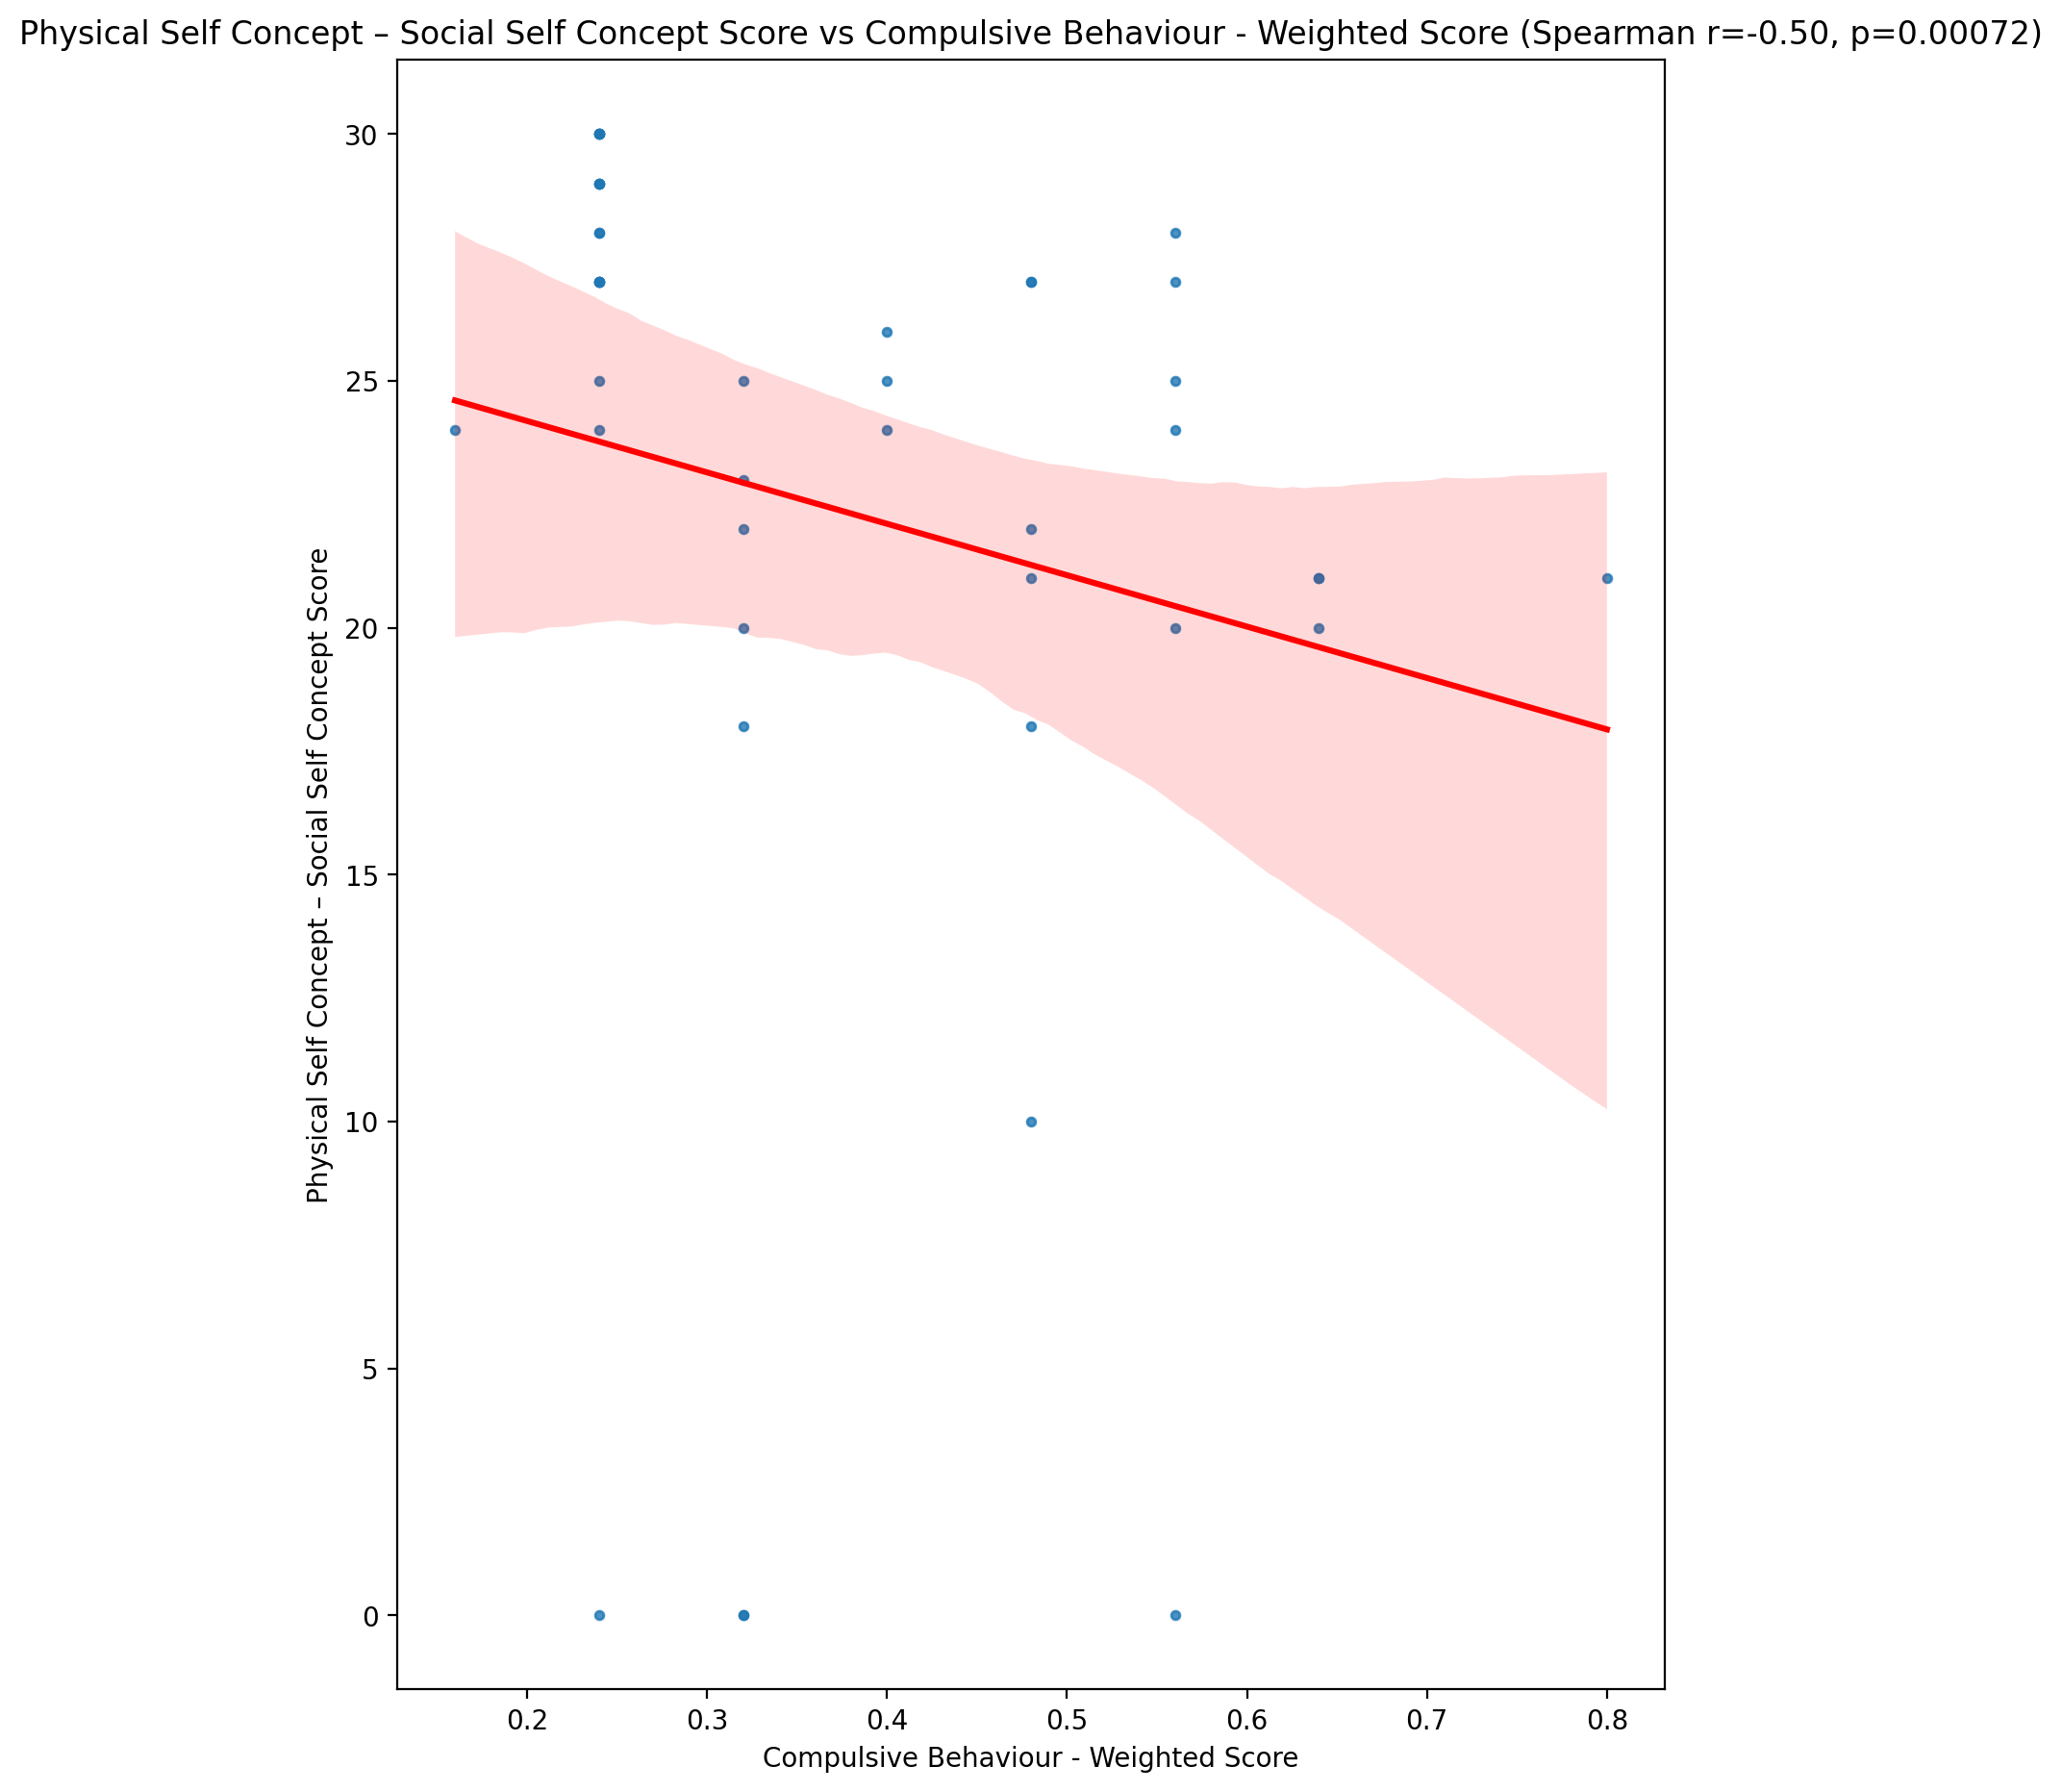 Physical Self Concept – Social Self Concept Score vs Compulsive Behaviour - Weighted Score (Spearman r=-0.50, p=0.00072)
Physical Self Concept – Social Self Concept Score
30
25
20
15
10
5
0
0.2 0.3 0.4 0.5 0.6 0.7 0.8
Compulsive Behaviour - Weighted Score